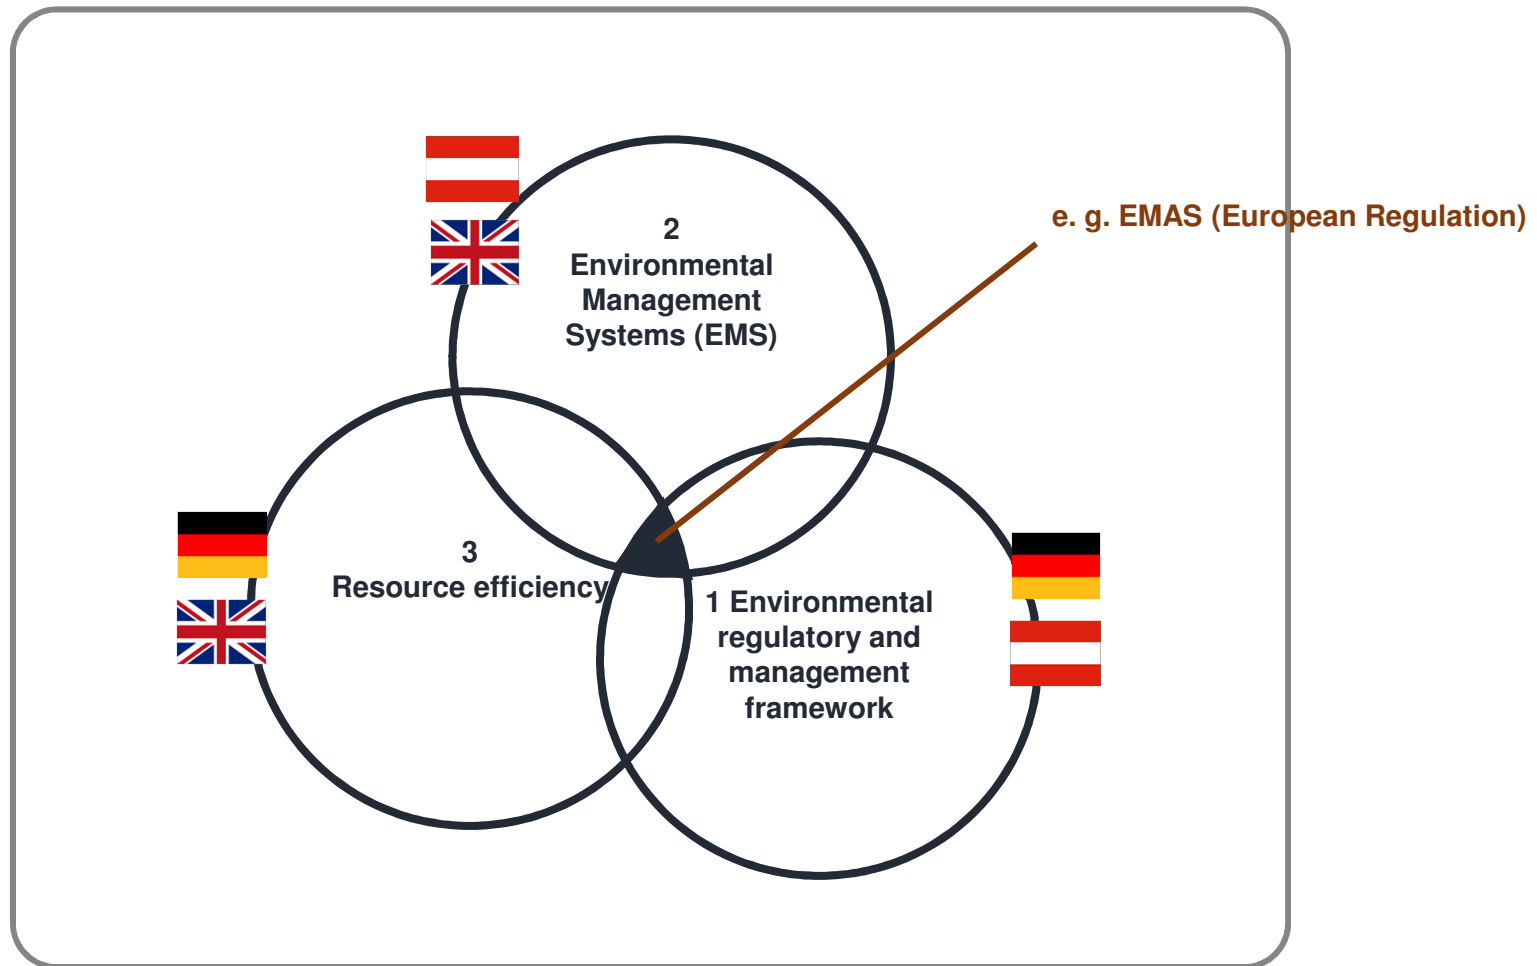 e. g. EMAS (European Regulation)
2
Environmental
Management
Systems (EMS)
3
Resource efficiency
1 Environmental
regulatory and
management
framework